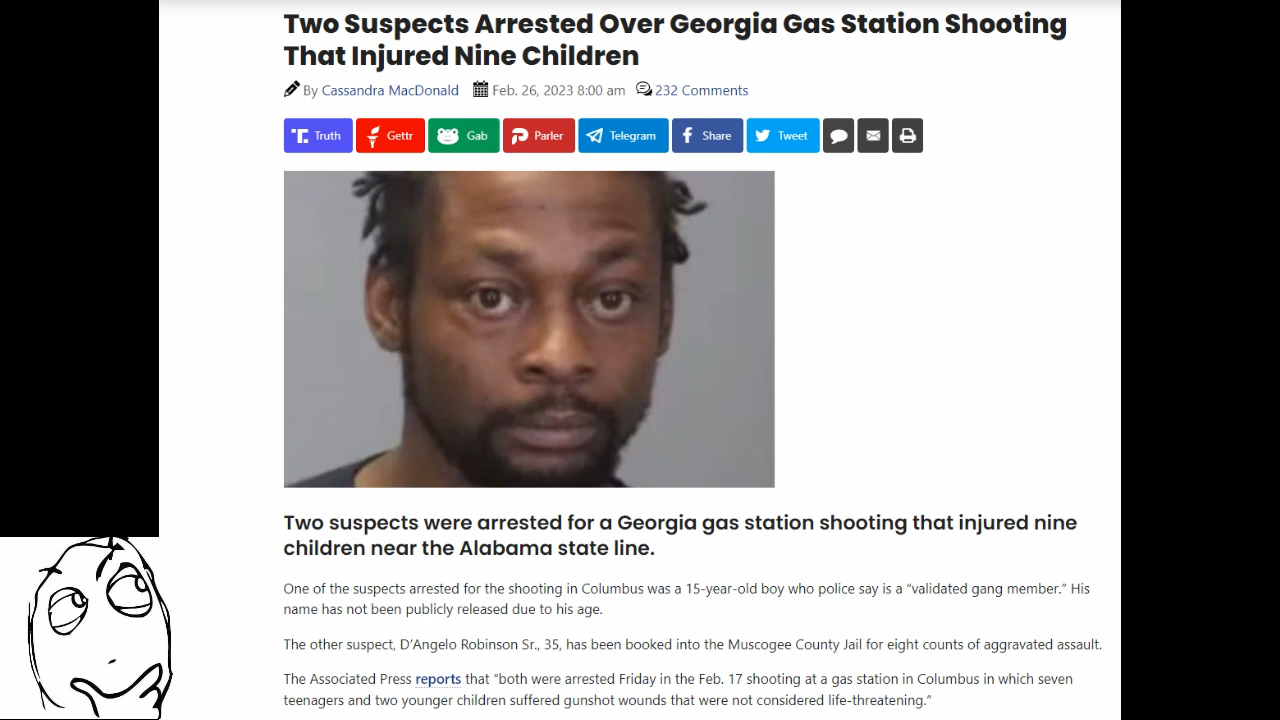 Two Suspects Arrested Over Georgia Gas Station Shooting
That Injured Nine Children
By Cassandra MacDonald Feb. 26, 2023 8:00 am 232 Comments
Truth Gettr Gab Parler Telegram Share Tweet
Two suspects were arrested for a Georgia gas station shooting that injured nine
children near the Alabama state line.
One of the suspects arrested for the shooting in Columbus was a 15-year-old boy who police say is a “validated gang member.” His
name has not been publicly released due to his age.
The other suspect, D’Angelo Robinson Sr., 35, has been booked into the Muscogee County Jail for eight counts of aggravated assault.
The Associated Press reports that “both were arrested Friday in the Feb. 17 shooting at a gas station in Columbus in which seven
teenagers and two younger children suffered gunshot wounds that were not considered life-threatening.”